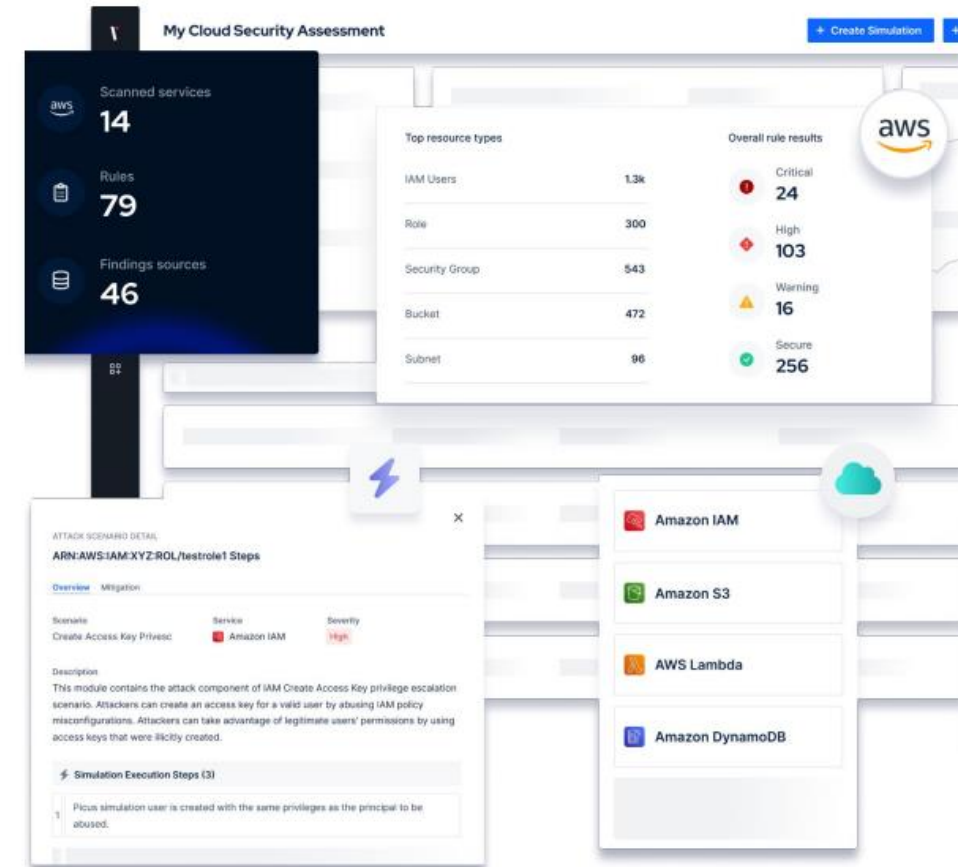 My Cloud Security Assessment
+ Create Simulation
+
aws
Scanned services
14
Rules
79
Findings sources
46
Top resource types
IAM Users 1.3k
Role 300
Security Group 543
Bucket 472
Subnet 96
Overall rule results
Critical
24
High
103
Warning
16
Secure
256
aws
ATTACK SCENARIO DETAIL
ARN:AWS:IAM:XYZ:ROL/testrole1 Steps
Overview Mitigation
Scenario Service Severity
Create Access Key Privesc Amazon IAM High
Description
This module contains the attack component of IAM Create Access Key privilege escalation
scenario. Attackers can create an access key for a valid user by abusing IAM policy
misconfigurations. Attackers can take advantage of legitimate users' permissions by using
access keys that were illicitly created.
Simulation Execution Steps (3)
1 Picus simulation user is created with the same privileges as the principal to be
abused.
Amazon IAM
Amazon S3
AWS Lambda
Amazon DynamoDB